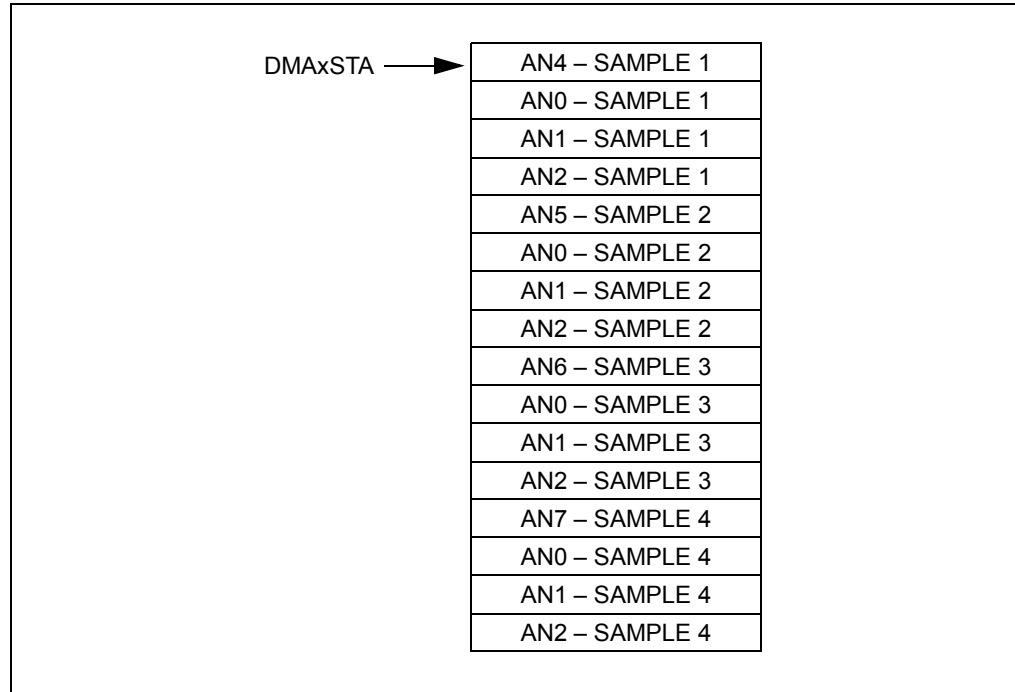 DMAxSTA
AN4 – SAMPLE 1
AN0 – SAMPLE 1
AN1 – SAMPLE 1
AN2 – SAMPLE 1
AN5 – SAMPLE 2
AN0 – SAMPLE 2
AN1 – SAMPLE 2
AN2 – SAMPLE 2
AN6 – SAMPLE 3
AN0 – SAMPLE 3
AN1 – SAMPLE 3
AN2 – SAMPLE 3
AN7 – SAMPLE 4
AN0 – SAMPLE 4
AN1 – SAMPLE 4
AN2 – SAMPLE 4